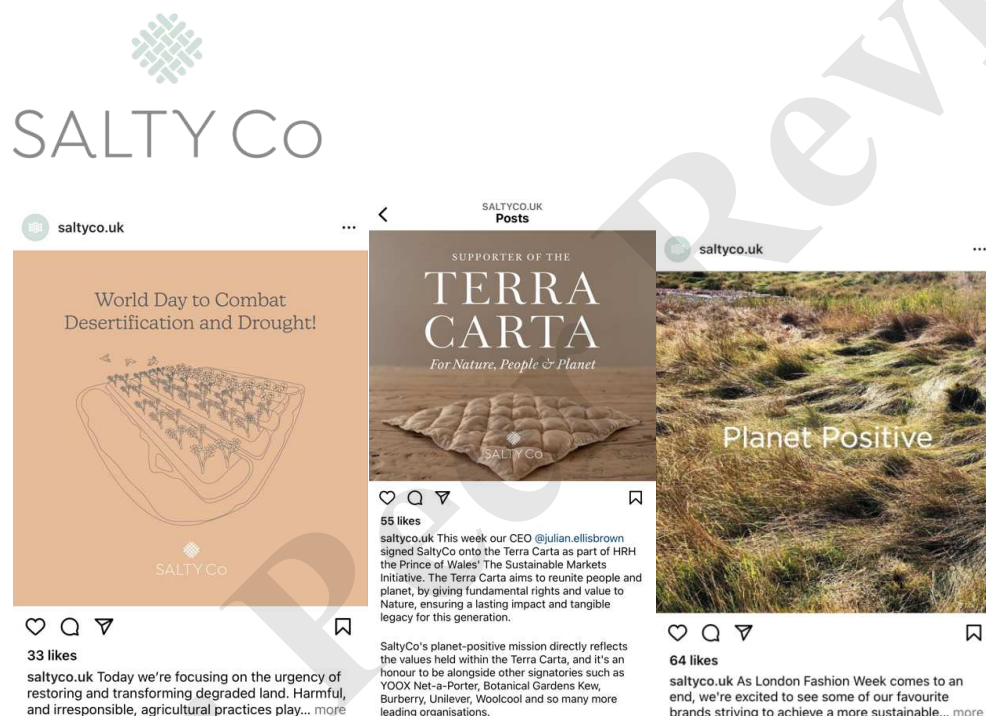 SALTY Co
saltyco.uk
World Day to Combat
Desertification and Drought!
SALTY Co
33 likes
saltyco.uk Today we're focusing on the urgency of
restoring and transforming degraded land. Harmful,
and irresponsible, agricultural practices play... more
SALTYCO.UK
Posts
SUPPORTER OF THE
TERRA
CARTA
For Nature, People & Planet
SALTY Co
55 likes
saltyco.uk This week our CEO @julian.ellisbrown
signed SaltyCo onto the Terra Carta as part of HRH
the Prince of Wales' The Sustainable Markets
Initiative. The Terra Carta aims to reunite people and
planet, by giving fundamental rights and value to
Nature, ensuring a lasting impact and tangible
legacy for this generation.
SaltyCo's planet-positive mission directly reflects
the values held within the Terra Carta, and it's an
honour to be alongside other signatories such as
YOOX Net-a-Porter, Botanical Gardens Kew,
Burberry, Unilever, Woolcool and so many more
leading organisations.
saltyco.uk
Planet Positive
64 likes
saltyco.uk As London Fashion Week comes to an
end, we're excited to see some of our favourite
brands striving to achieve a more sustainable... more